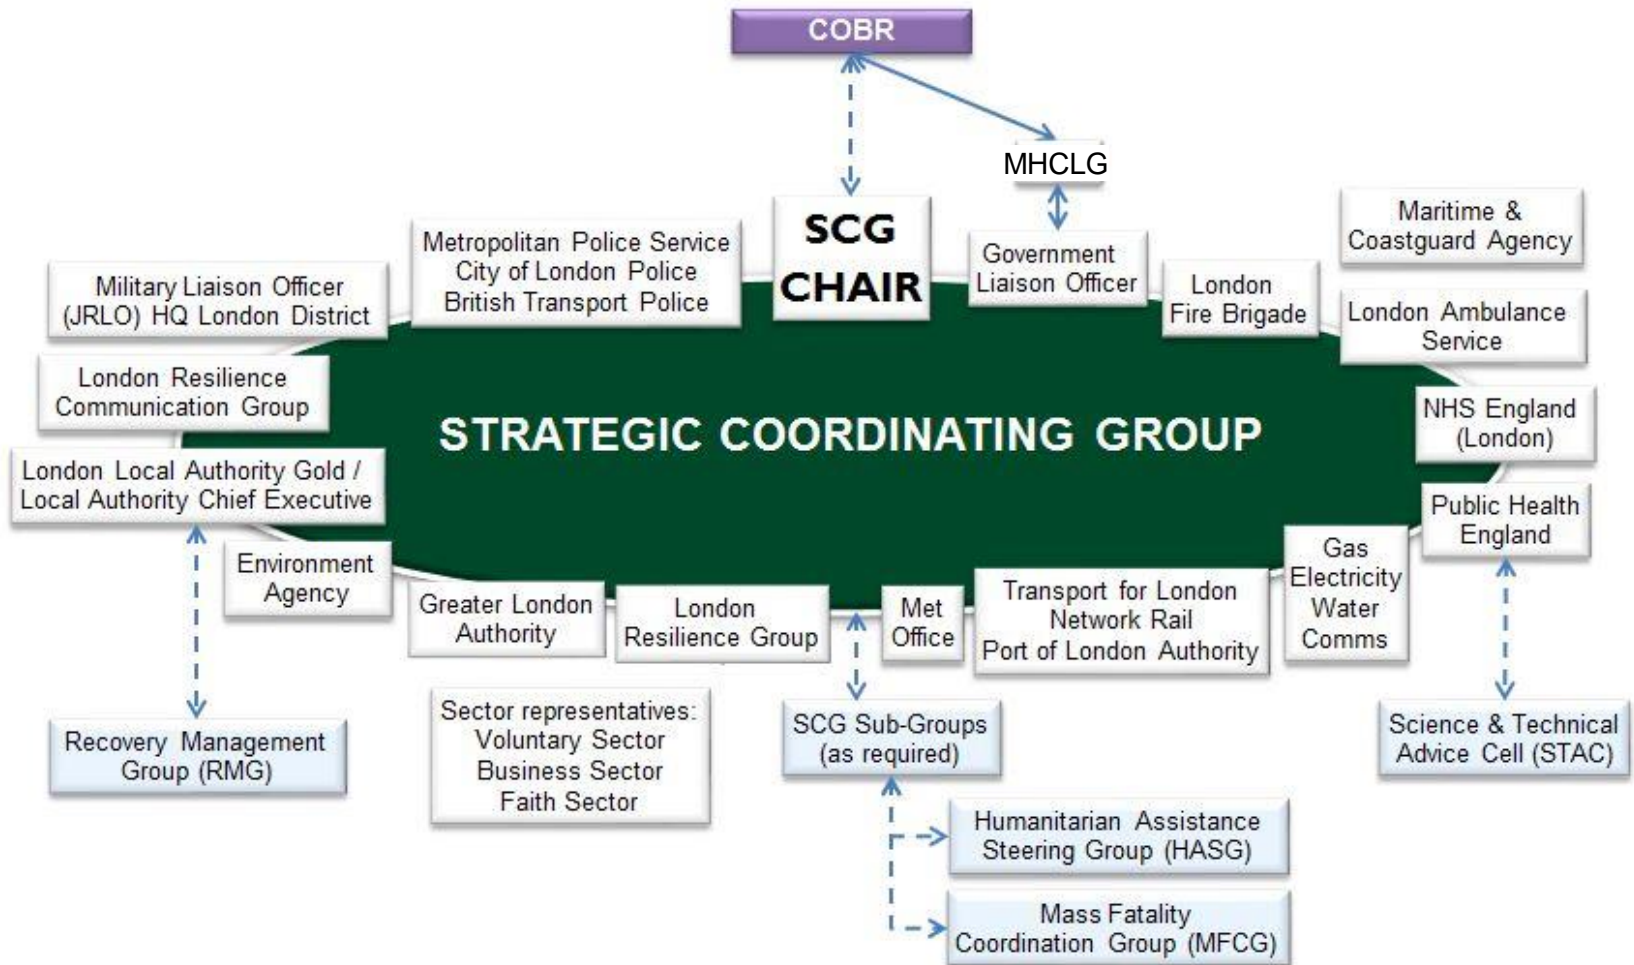 COBR
MHCLG
SCG
CHAIR
Metropolitan Police Service
City of London Police
British Transport Police
Government
Liaison Officer
Maritime &
Coastguard Agency
Military Liaison Officer
(JRLO) HQ London District
London
Fire Brigade
London Ambulance
Service
London Resilience
Communication Group
NHS England
(London)
STRATEGIC COORDINATING GROUP
London Local Authority Gold /
Local Authority Chief Executive
Public Health
England
Environment
Agency
Greater London
Authority
London
Resilience Group
Met
Office
Transport for London
Network Rail
Port of London Authority
Gas
Electricity
Water
Comms
Recovery Management
Group (RMG)
Sector representatives:
Voluntary Sector
Business Sector
Faith Sector
SCG Sub-Groups
(as required)
Science & Technical
Advice Cell (STAC)
Humanitarian Assistance
Steering Group (HASG)
Mass Fatality
Coordination Group (MFCG)